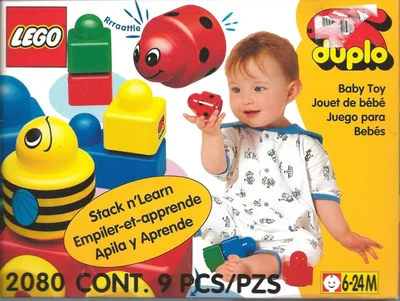 LEGO
Rrraattle
duplo
Baby Toy
Jouet de bébé
Juego para
Bebés
Stack n'Learn
Empiler-et-apprende
Apila y Aprende
2080 CONT. 9 PCS/PZS
6-24M